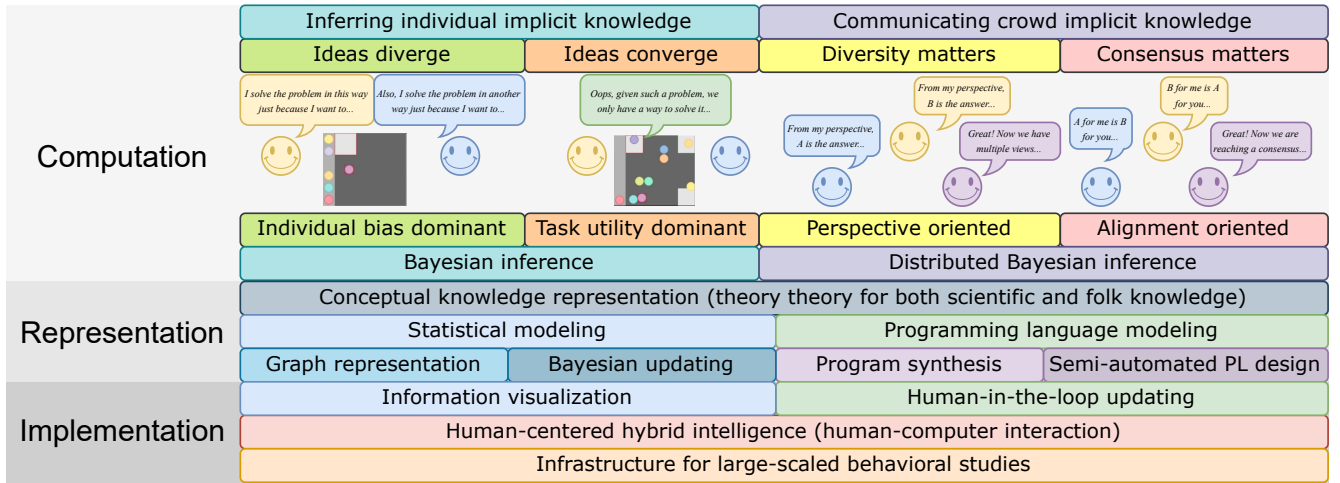 Inferring individual implicit knowledge
Communicating crowd implicit knowledge
Ideas diverge
Ideas converge
Diversity matters
Consensus matters
Computation
I solve the problem in this way
just because I want to...
Also, I solve the problem in another
way just because I want to...
Oops, given such a problem, we
only have a way to solve it...
From my perspective,
A is the answer...
From my perspective,
B is the answer...
Great! Now we have
multiple views...
A for me is B
for you...
B for me is A
for you...
Great! Now we are
reaching a consensus...
Individual bias dominant
Task utility dominant
Perspective oriented
Alignment oriented
Bayesian inference
Distributed Bayesian inference
Representation
Conceptual knowledge representation (theory theory for both scientific and folk knowledge)
Statistical modeling
Programming language modeling
Graph representation
Bayesian updating
Program synthesis
Semi-automated PL design
Implementation
Information visualization
Human-in-the-loop updating
Human-centered hybrid intelligence (human-computer interaction)
Infrastructure for large-scaled behavioral studies